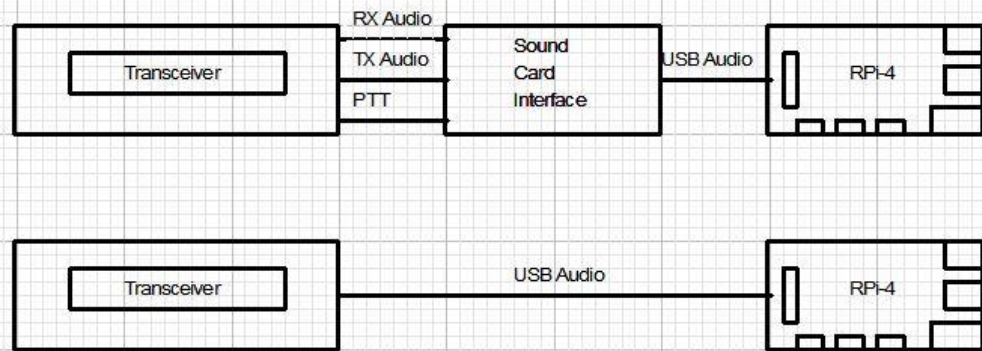 RX Audio
TX Audio
PTT
Transceiver
Sound
Card
Interface
USB Audio
RPi-4
Transceiver
USB Audio
RPi-4